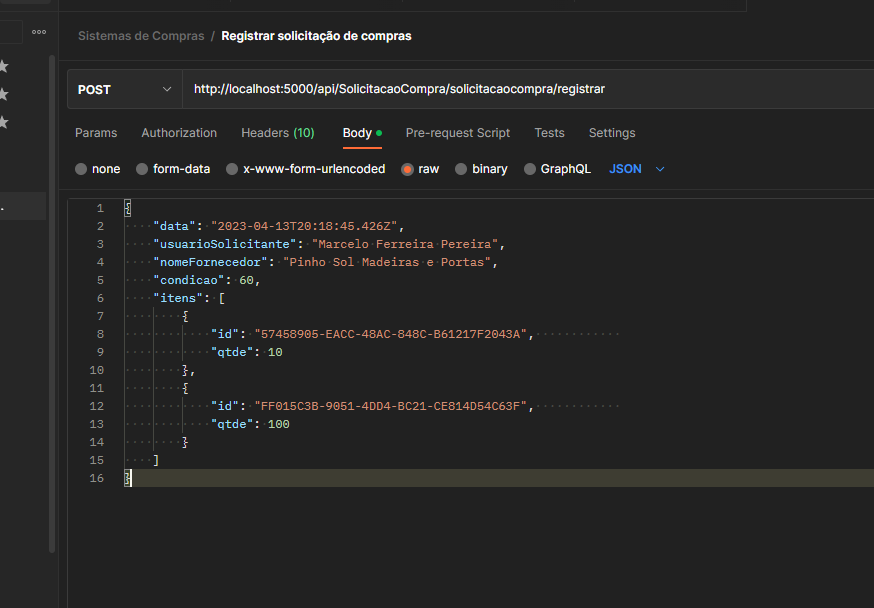 Sistemas de Compras / Registrar solicitação de compras
POST http://localhost:5000/api/SolicitacaoCompra/solicitacaocompra/registrar
Params Authorization Headers (10) Body Pre-request Script Tests Settings
none form-data x-www-form-urlencoded raw binary GraphQL JSON
1 {
2 "data": "2023-04-13T20:18:45.426Z",
3 "usuarioSolicitante": "Marcelo Ferreira Pereira",
4 "nomeFornecedor": "Pinho Sol Madeiras e Portas",
5 "condicao": 60,
6 "itens": [
7 {
8 "id": "57458905-EACC-48AC-848C-B61217F2043A",
9 "qtde": 10
10 },
11 {
12 "id": "FF015C3B-9051-4DD4-BC21-CE814D54C63F",
13 "qtde": 100
14 }
15 ]
16 }